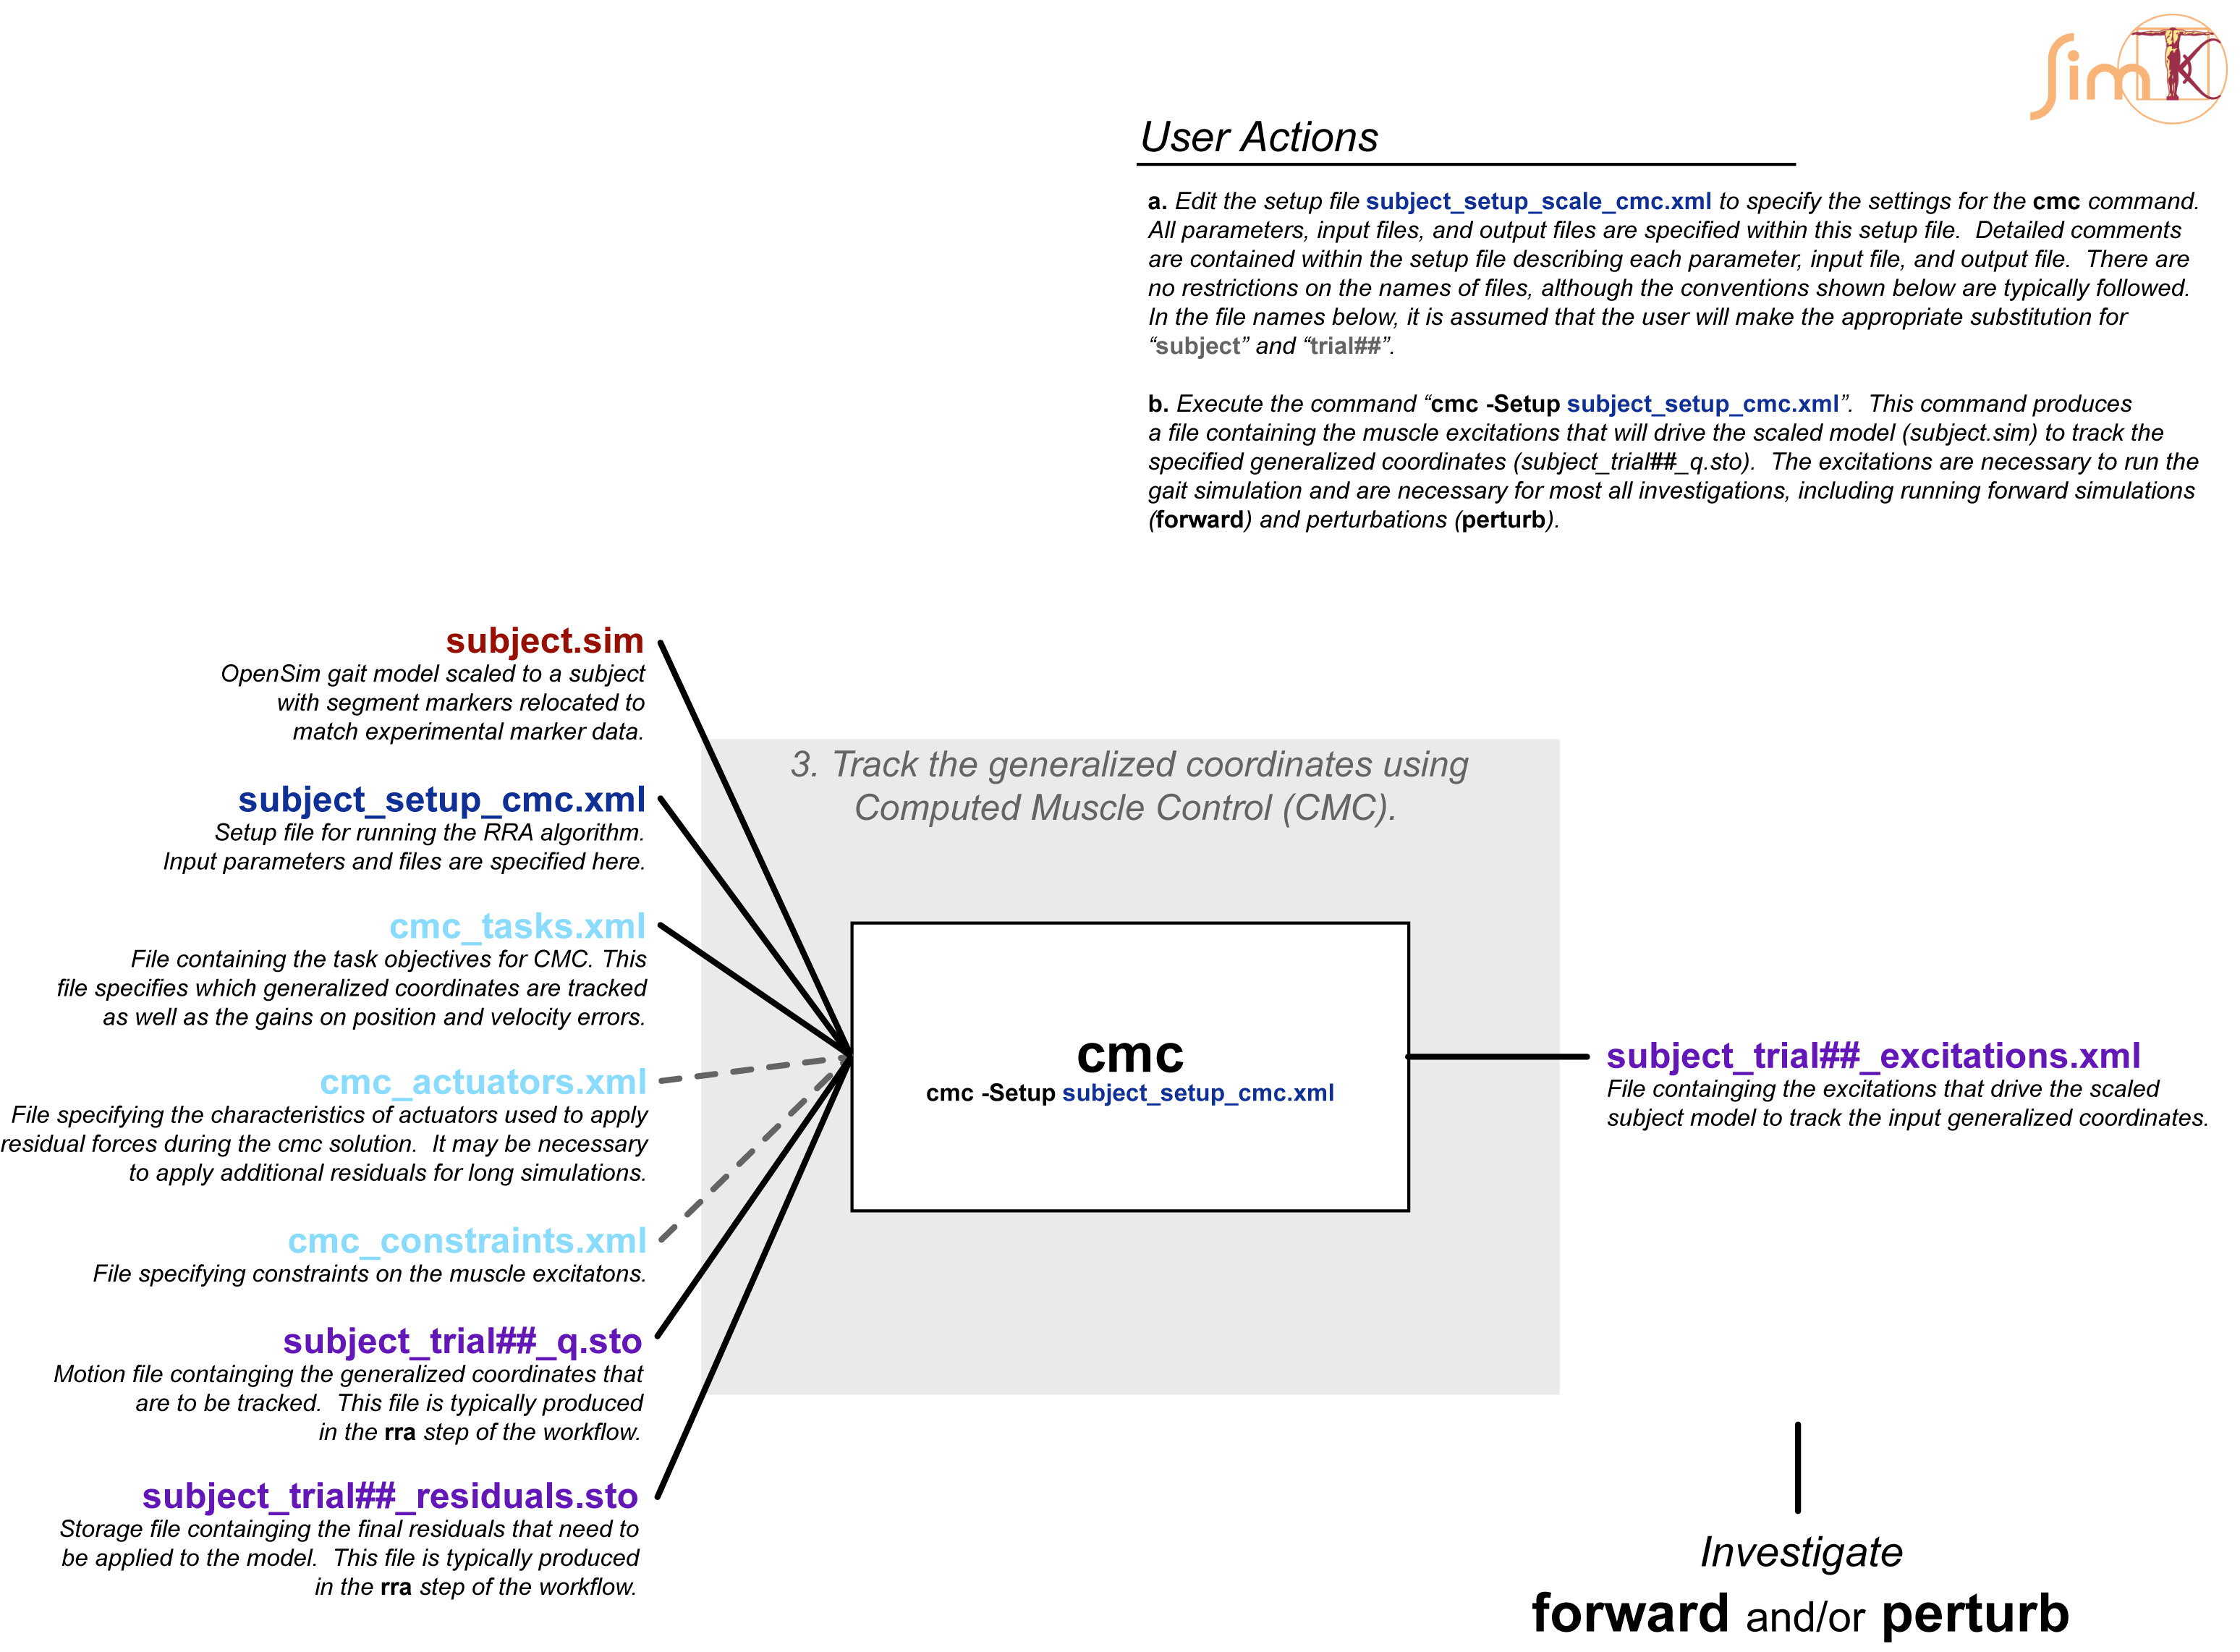 SimTK
User Actions
a. Edit the setup file subject_setup_scale_cmc.xml to specify the settings for the cmc command.
All parameters, input files, and output files are specified within this setup file.  Detailed comments
are contained within the setup file describing each parameter, input file, and output file.  There are
no restrictions on the names of files, although the conventions shown below are typically followed.
In the file names below, it is assumed that the user will make the appropriate substitution for
“subject” and “trial##”.
b. Execute the command “cmc -Setup subject_setup_cmc.xml”.  This command produces
a file containing the muscle excitations that will drive the scaled model (subject.sim) to track the
specified generalized coordinates (subject_trial##_q.sto).  The excitations are necessary to run the
gait simulation and are necessary for most all investigations, including running forward simulations
(forward) and perturbations (perturb).
subject.sim
OpenSim gait model scaled to a subject
with segment markers relocated to
match experimental marker data.
subject_setup_cmc.xml
Setup file for running the RRA algorithm.
Input parameters and files are specified here.
cmc_tasks.xml
File containing the task objectives for CMC. This
file specifies which generalized coordinates are tracked
as well as the gains on position and velocity errors.
cmc_actuators.xml
File specifying the characteristics of actuators used to apply
residual forces during the cmc solution.  It may be necessary
to apply additional residuals for long simulations.
cmc_constraints.xml
File specifying constraints on the muscle excitatons.
subject_trial##_q.sto
Motion file containging the generalized coordinates that
are to be tracked.  This file is typically produced
in the rra step of the workflow.
subject_trial##_residuals.sto
Storage file containging the final residuals that need to
be applied to the model.  This file is typically produced
in the rra step of the workflow.
3. Track the generalized coordinates using
Computed Muscle Control (CMC).
cmc
cmc -Setup subject_setup_cmc.xml
subject_trial##_excitations.xml
File containging the excitations that drive the scaled
subject model to track the input generalized coordinates.
Investigate
forward and/or perturb